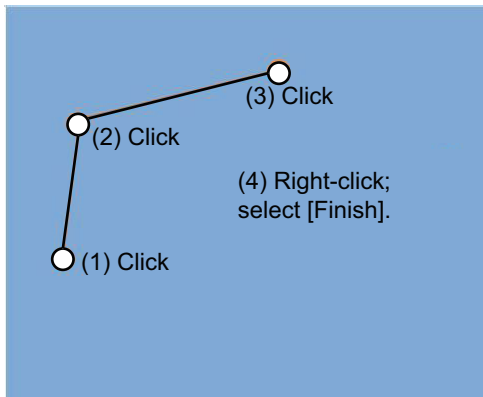 (3) Click
(2) Click
(4) Right-click;
select [Finish].
(1) Click